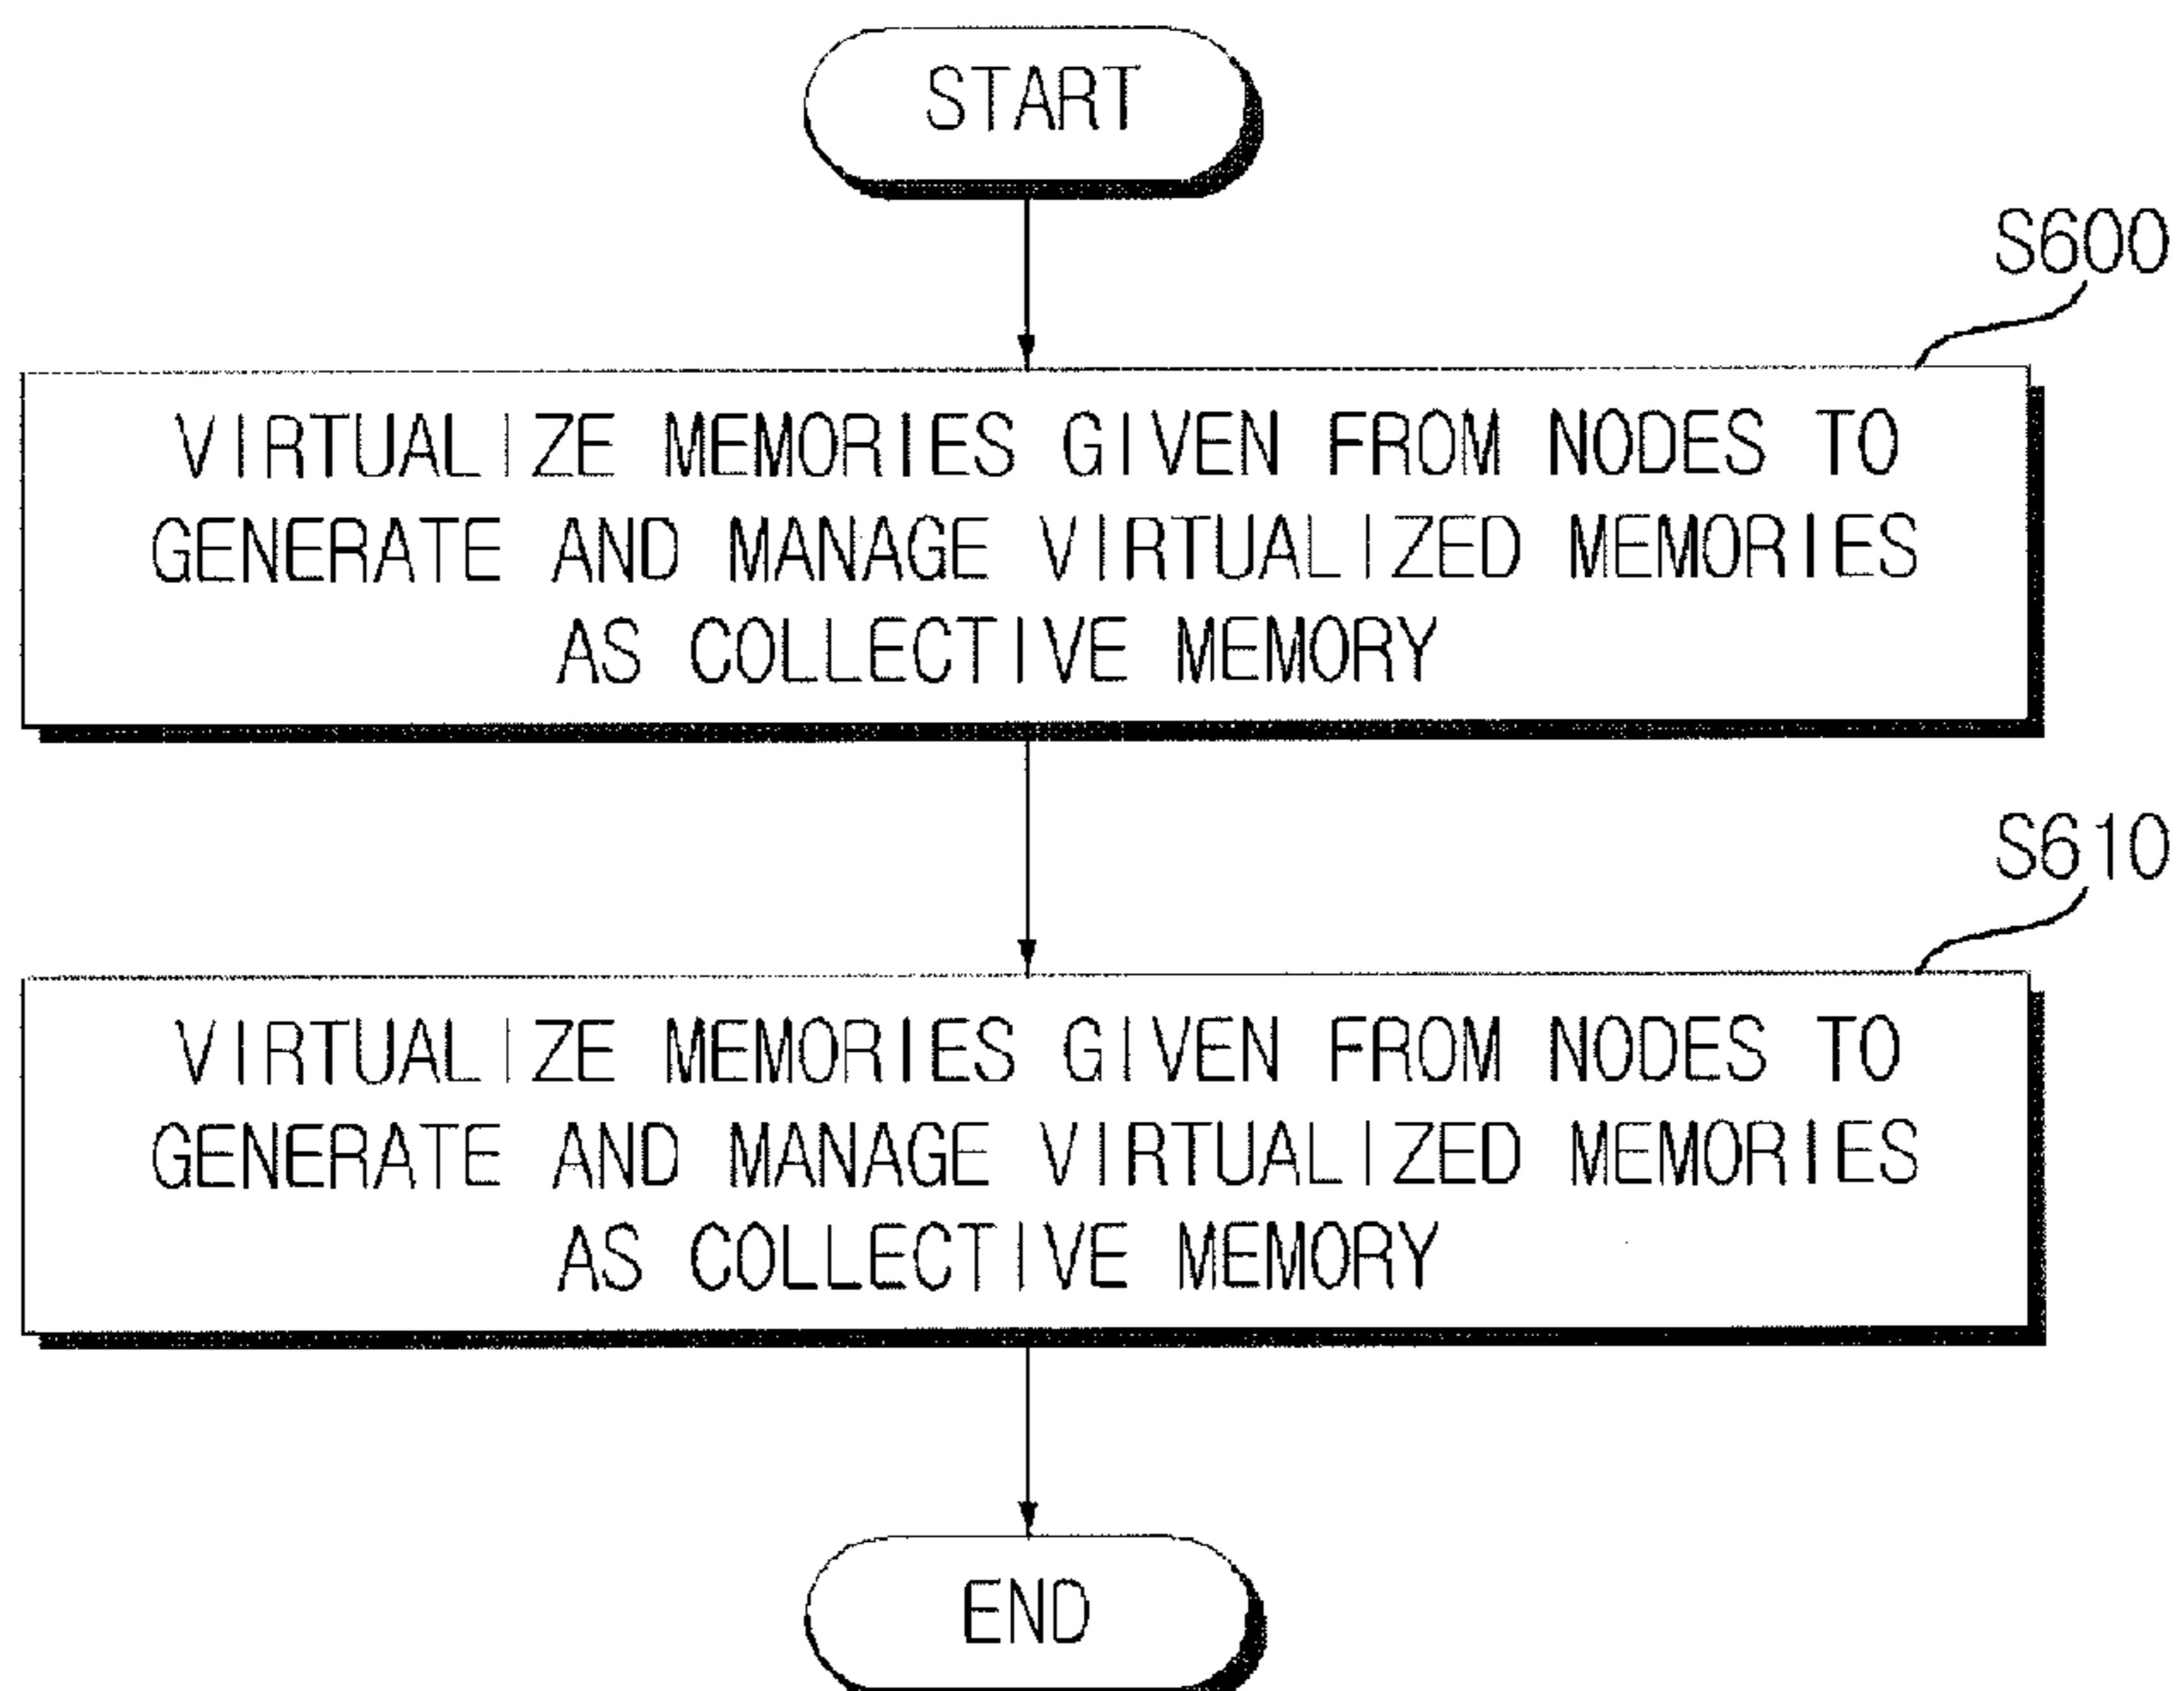 START
S600
VIRTUALIZE MEMORIES GIVEN FROM NODES TO
GENERATE AND MANAGE VIRTUALIZED MEMORIES
AS COLLECTIVE MEMORY
S610
VIRTUALIZE MEMORIES GIVEN FROM NODES TO
GENERATE AND MANAGE VIRTUALIZED MEMORIES
AS COLLECTIVE MEMORY
END